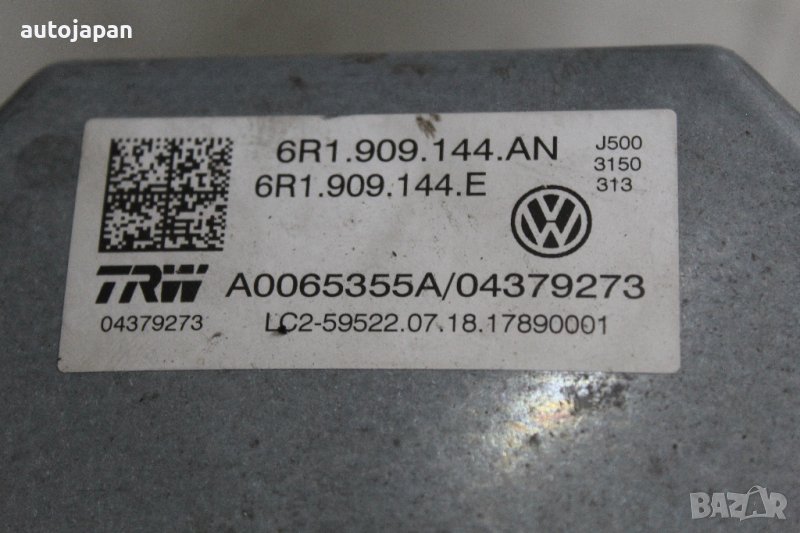 autojapan
6R1.909.144.AN
6R1.909.144.E
J500
3150
313
TRW
A0065355A/04379273
04379273
LC2-59522.07.18.17890001
BAZAR